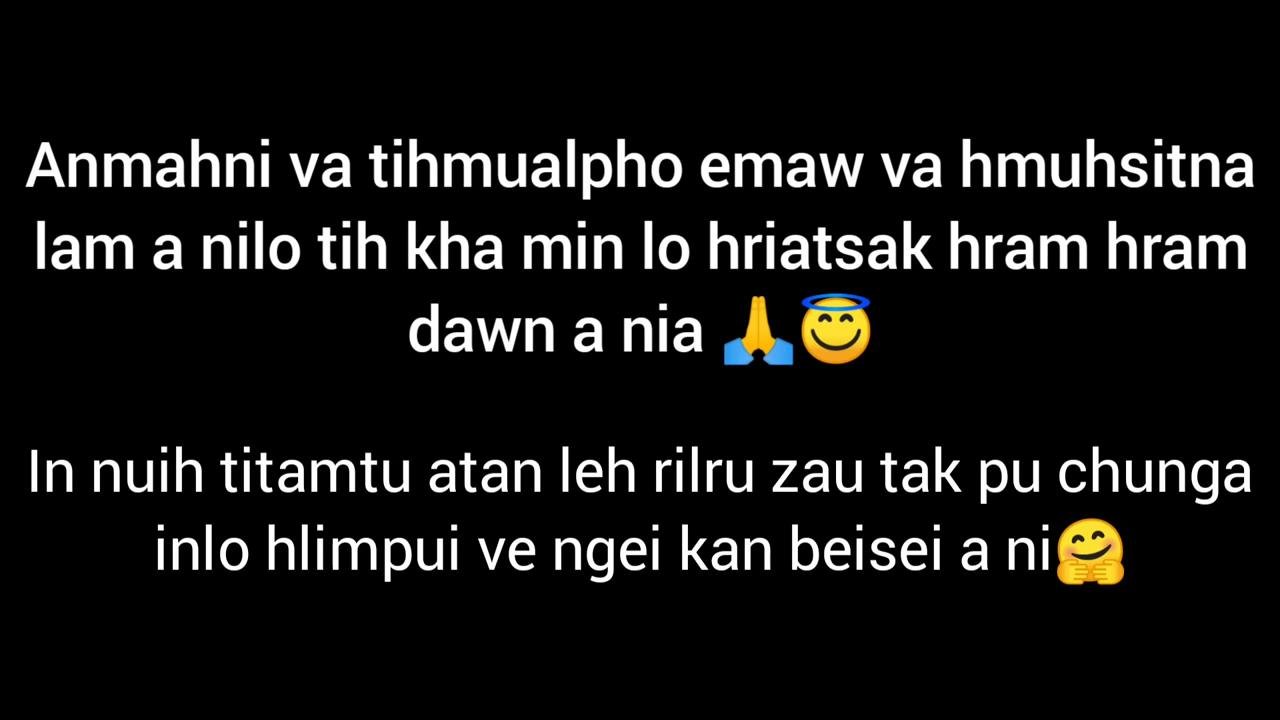 Anmahni va tihmualpho emaw va hmuhsitna
lam a nilo tih kha min lo hriatsak hram hram
dawn a nia 🙏😇
In nuih titamtu atan leh rilru zau tak pu chunga
inlo hlimpui ve ngei kan beisei a ni🤗